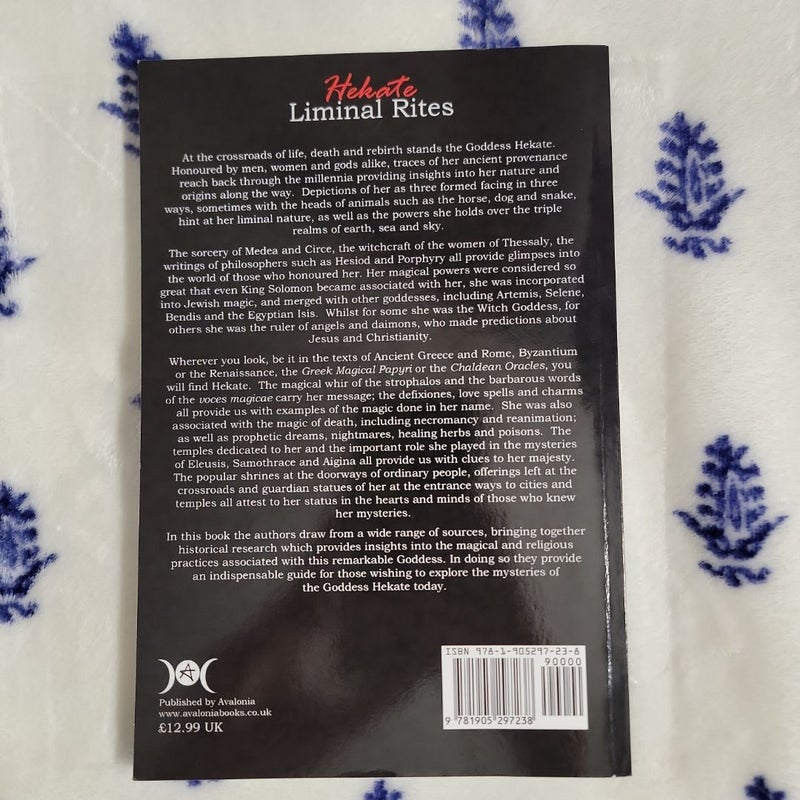 Hekate
Liminal Rites
At the crossroads of life, death and rebirth stands the Goddess Hekate.
Honoured by men, women and gods alike, traces of her ancient provenance
reach back through the millennia providing insights into her nature and
origins along the way. Depictions of her as three formed facing in three
ways, sometimes with the heads of animals such as the horse, dog and snake,
hint at her liminal nature, as well as the powers she holds over the triple
realms of earth, sea and sky.
The sorcery of Medea and Circe, the witchcraft of the women of Thessaly, the
writings of philosophers such as Hesiod and Porphyry all provide glimpses into
the world of those who honoured her. Her magical powers were considered so
great that even King Solomon became associated with her, she was incorporated
into Jewish magic, and merged with other goddesses, including Artemis, Selene,
Bendis and the Egyptian Isis. Whilst for some she was the Witch Goddess, for
others she was the ruler of angels and daimons, who made predictions about
Jesus and Christianity.
Wherever you look, be it in the texts of Ancient Greece and Rome, Byzantium
or the Renaissance, the Greek Magical Papyri or the Chaldean Oracles, you
will find Hekate. The magical whir of the strophalos and the barbarous words
of the voces magicae carry her message; the defixiones, love spells and charms
all provide us with examples of the magic done in her name. She was also
associated with the magic of death, including necromancy and reanimation;
as well as prophetic dreams, nightmares, healing herbs and poisons. The
temples dedicated to her and the important role she played in the mysteries
of Eleusis, Samothrace and Aigina all provide us with clues to her majesty.
The popular shrines at the doorways of ordinary people, offerings left at the
crossroads and guardian statues of her at the entrance ways to cities and
temples all attest to her status in the hearts and minds of those who knew
her mysteries.
In this book the authors draw from a wide range of sources, bringing together
historical research which provides insights into the magical and religious
practices associated with this remarkable Goddess. In doing so they provide
an indispensable guide for those wishing to explore the mysteries of
the Goddess Hekate today.
ISBN 978-1-905297-23-8
90000
9 781905 297238
Published by Avalonia
www.avaloniabooks.co.uk
£12.99 UK